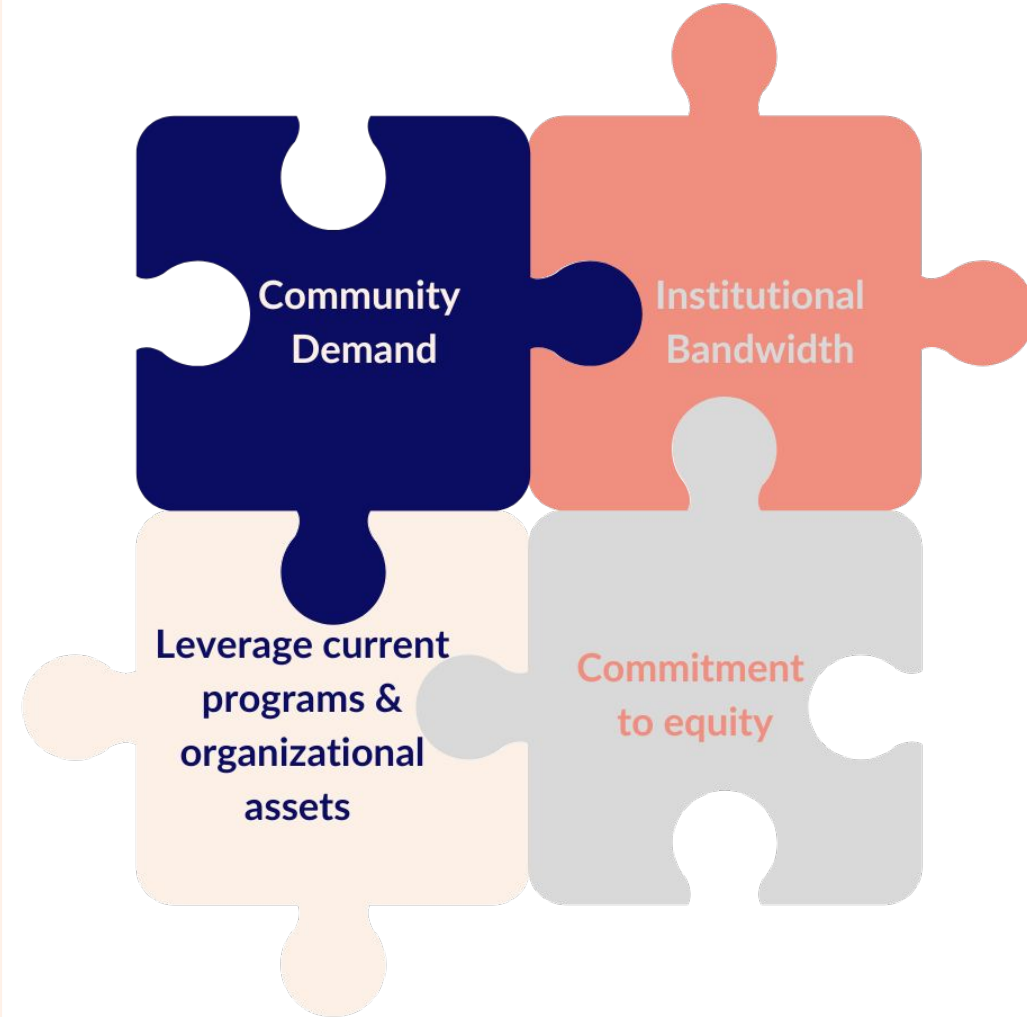 Community
Demand
Institutional
Bandwidth
Leverage current
programs &
organizational
assets
Commitment
to equity